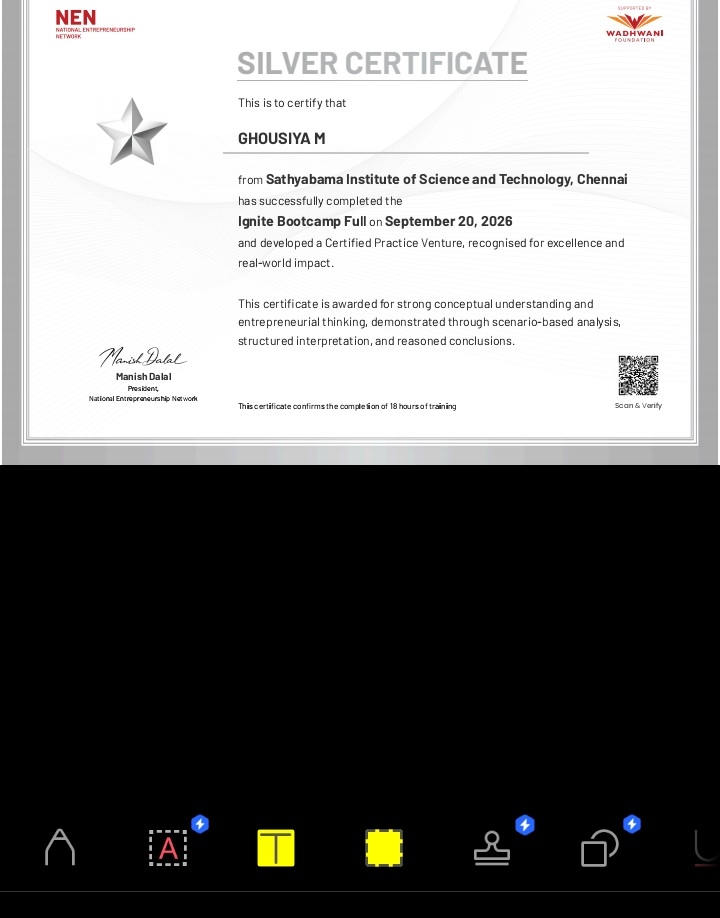 NEN
NATIONAL ENTREPRENEURSHIP
NETWORK
SUPPORTED BY
WADHWANI
FOUNDATION
SILVER CERTIFICATE
This is to certify that
GHOUSIYA M
from Sathyabama Institute of Science and Technology, Chennai
has successfully completed the
Ignite Bootcamp Full on September 20, 2026
and developed a Certified Practice Venture, recognised for excellence and
real-world impact.
This certificate is awarded for strong conceptual understanding and
entrepreneurial thinking, demonstrated through scenario-based analysis,
structured interpretation, and reasoned conclusions.
Manish Dalal
Manish Dalal
President,
National Entrepreneurship Network
This certificate confirms the completion of 18 hours of training
Scan & Verify
A
T